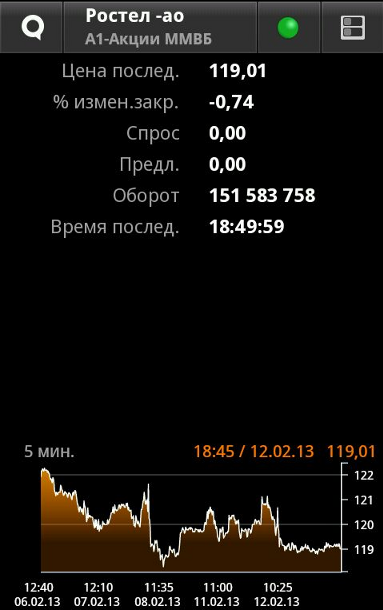 Ростел -ао
А1-Акции ММВБ
Цена послед. 119,01
% измен.закр. -0,74
Спрос 0,00
Предл. 0,00
Оборот 151 583 758
Время послед. 18:49:59
5 мин. 18:45 / 12.02.13 119,01
122
121
120
119
12:40 12:10 11:35 11:00 10:25
06.02.13 07.02.13 08.02.13 11.02.13 12.02.13